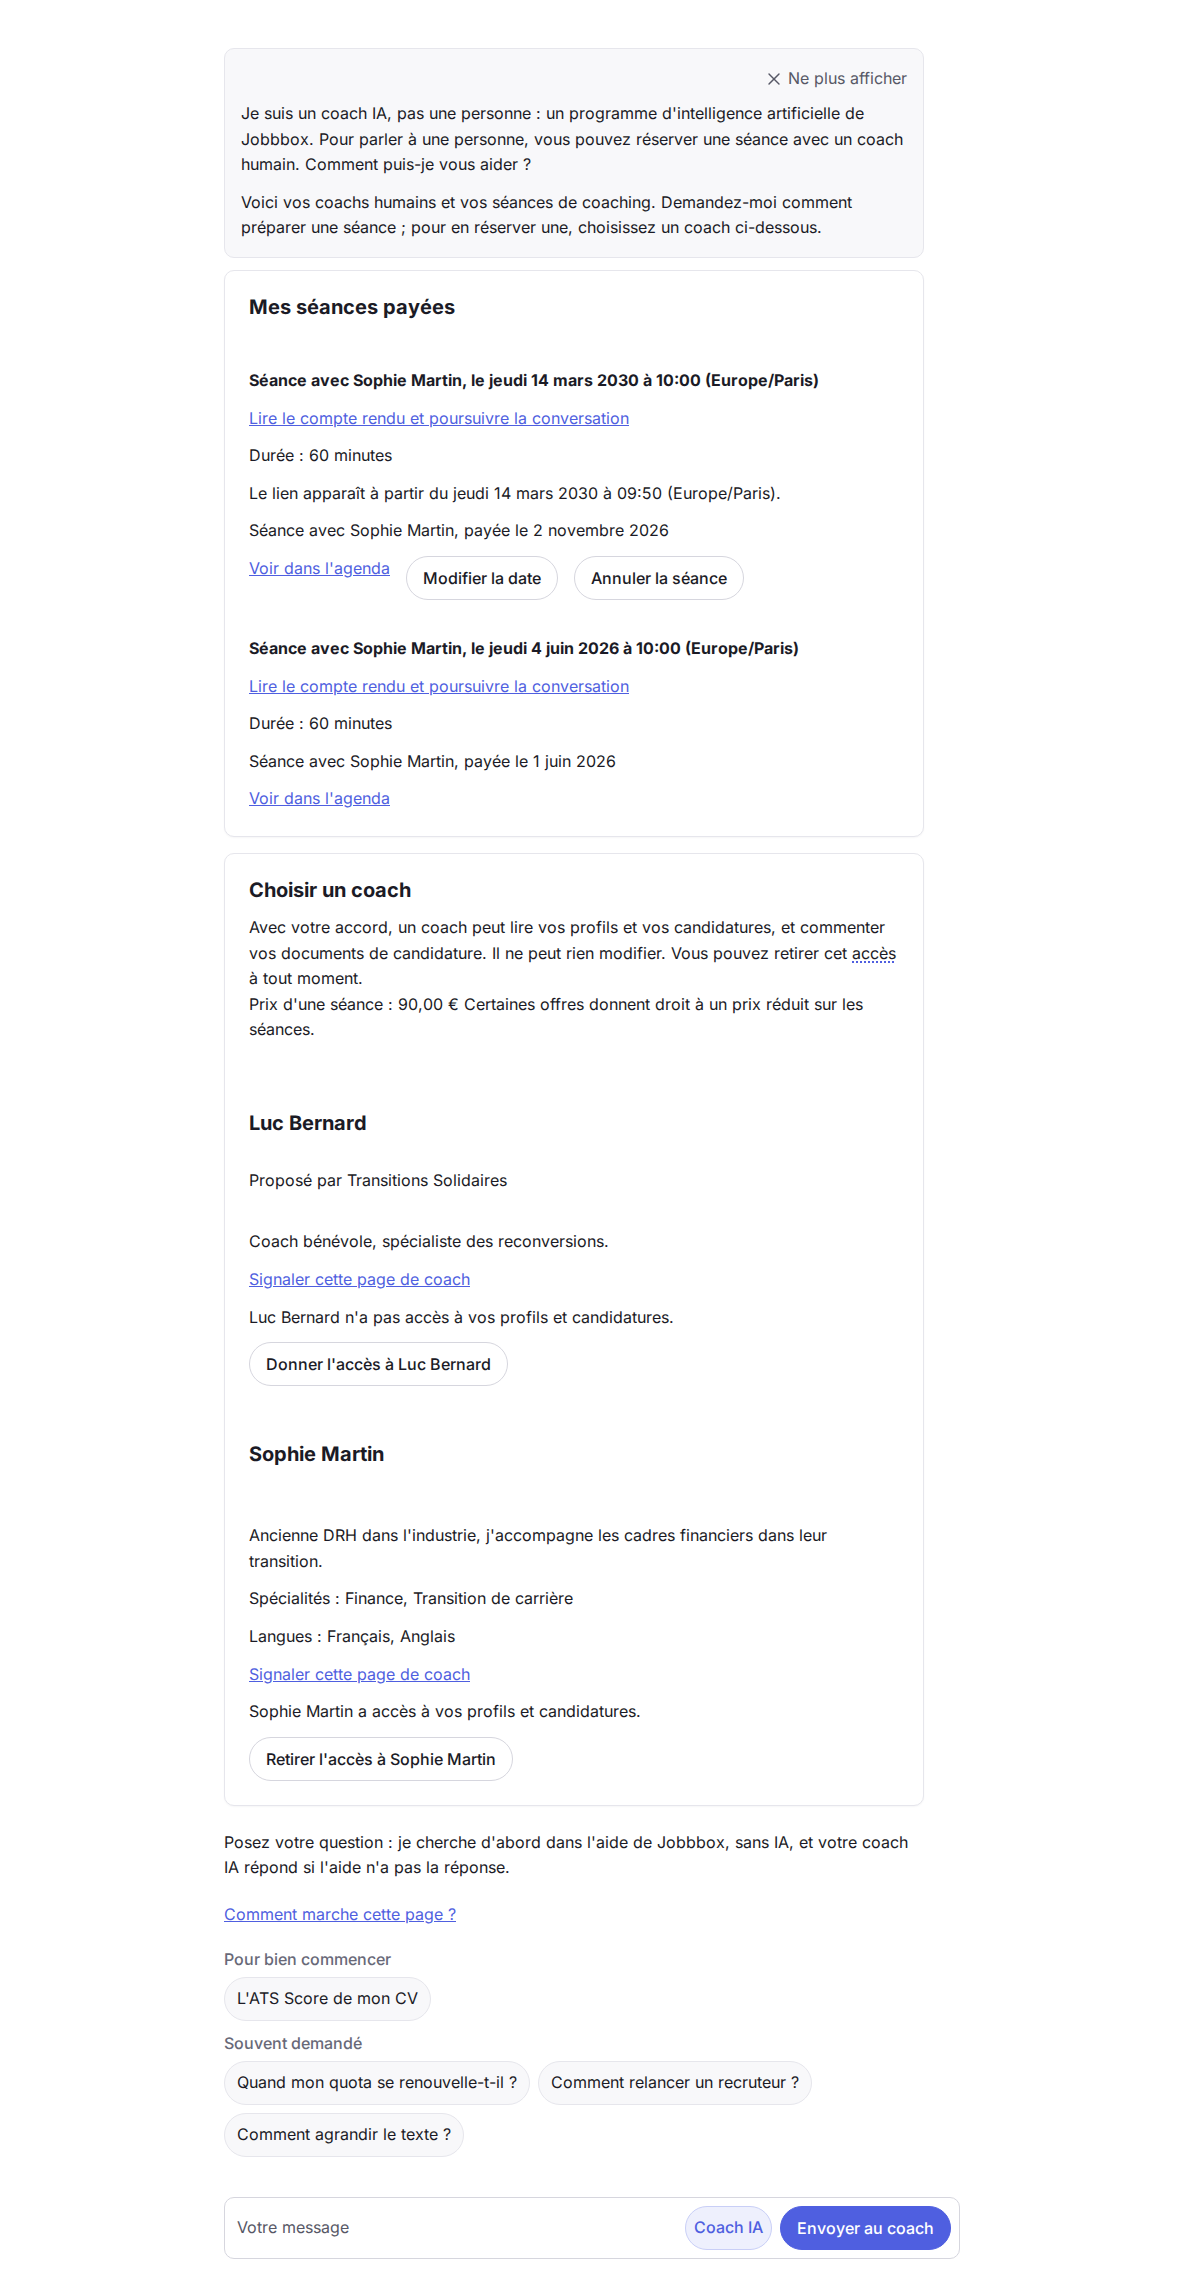 Ne plus afficher
Je suis un coach IA, pas une personne : un programme d'intelligence artificielle de
Jobbbox. Pour parler à une personne, vous pouvez réserver une séance avec un coach
humain. Comment puis-je vous aider ?
Voici vos coachs humains et vos séances de coaching. Demandez-moi comment
préparer une séance ; pour en réserver une, choisissez un coach ci-dessous.
Mes séances payées
Séance avec Sophie Martin, le jeudi 14 mars 2030 à 10:00 (Europe/Paris)
Lire le compte rendu et poursuivre la conversation
Durée : 60 minutes
Le lien apparaît à partir du jeudi 14 mars 2030 à 09:50 (Europe/Paris).
Séance avec Sophie Martin, payée le 2 novembre 2026
Voir dans l'agenda Modifier la date Annuler la séance
Séance avec Sophie Martin, le jeudi 4 juin 2026 à 10:00 (Europe/Paris)
Lire le compte rendu et poursuivre la conversation
Durée : 60 minutes
Séance avec Sophie Martin, payée le 1 juin 2026
Voir dans l'agenda
Choisir un coach
Avec votre accord, un coach peut lire vos profils et vos candidatures, et commenter
vos documents de candidature. Il ne peut rien modifier. Vous pouvez retirer cet accès
à tout moment.
Prix d'une séance : 90,00 € Certaines offres donnent droit à un prix réduit sur les
séances.
Luc Bernard
Proposé par Transitions Solidaires
Coach bénévole, spécialiste des reconversions.
Signaler cette page de coach
Luc Bernard n'a pas accès à vos profils et candidatures.
Donner l'accès à Luc Bernard
Sophie Martin
Ancienne DRH dans l'industrie, j'accompagne les cadres financiers dans leur
transition.
Spécialités : Finance, Transition de carrière
Langues : Français, Anglais
Signaler cette page de coach
Sophie Martin a accès à vos profils et candidatures.
Retirer l'accès à Sophie Martin
Posez votre question : je cherche d'abord dans l'aide de Jobbbox, sans IA, et votre coach
IA répond si l'aide n'a pas la réponse.
Comment marche cette page ?
Pour bien commencer
L'ATS Score de mon CV
Souvent demandé
Quand mon quota se renouvelle-t-il ? Comment relancer un recruteur ?
Comment agrandir le texte ?
Votre message Coach IA Envoyer au coach